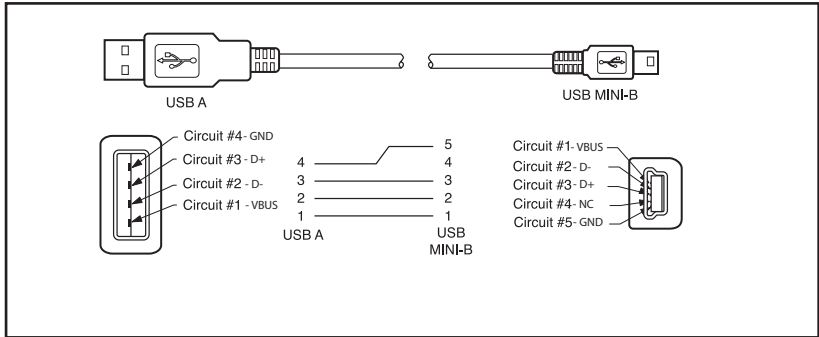 USB A
USB MINI-B
Circuit #4- GND
Circuit #3 - D+
Circuit #2 - D-
Circuit #1 - VBUS
5
4 4
3 3
2 2
1 1
USB A USB
MINI-B
Circuit #1- VBUS
Circuit #2 - D-
Circuit #3- D+
Circuit #4- NC
Circuit #5- GND